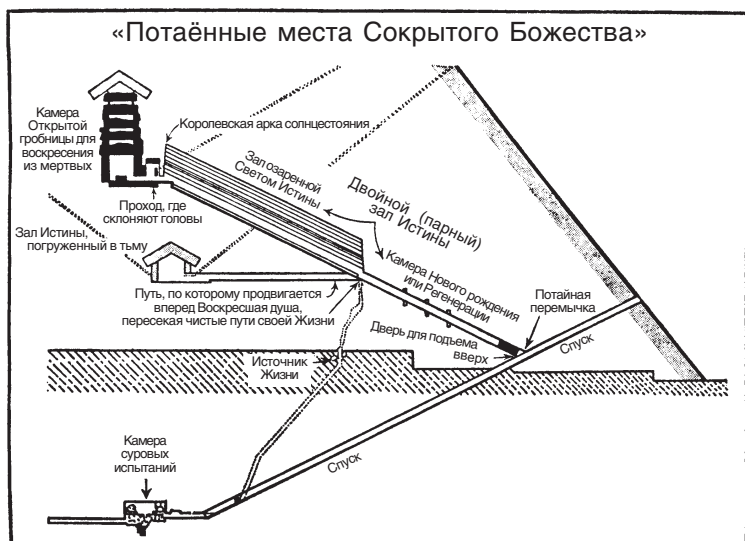 «Потаённые места Сокрытого Божества»
Камера
Открытой
гробницы для
воскресения
из мертвых
Королевская арка солнцестояния
Зал озаренной
Светом Истины
Двойной (парный)
зал Истины
Проход, где
склоняют головы
Зал Истины,
погруженный в тьму
Камера Нового рождения
или Регенерации
Путь, по которому продвигается
вперед Воскресшая душа,
пересекая чистые пути своей Жизни
Потайная
перемычка
Дверь для подъема
вверх
Спуск
Источник
Жизни
Камера
суровых
испытаний
Спуск